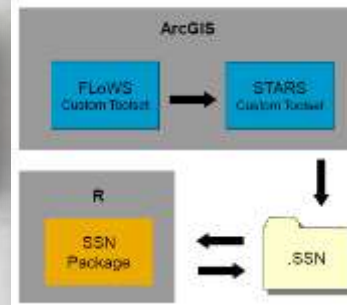 ArcGIS
FLoWS
Custom Toolset
STARS
Custom Toolset
R
SSN
Package
.SSN